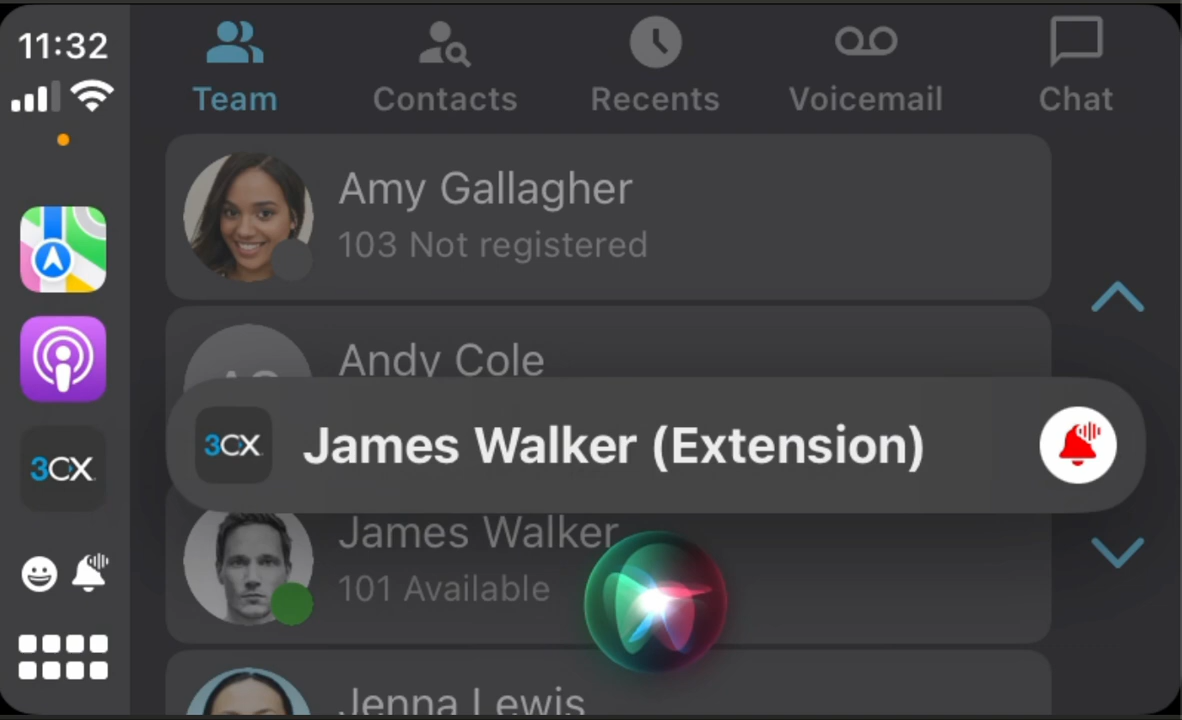 11:32
Team
Contacts
Recents
Voicemail
Chat
Amy Gallagher
103 Not registered
Andy Cole
3CX
James Walker (Extension)
3CX
James Walker
101 Available
Jenna Lewis